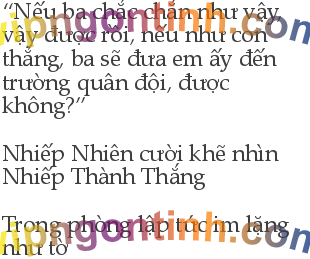 “Nếu ba chắc chắn như vậy,
vậy được rồi, nếu như con
thắng, ba sẽ đưa em ấy đến
trường quân đội, được
không?”
Nhiếp Nhiên cười khẽ nhìn
Nhiếp Thành Thắng
Trong phòng lập tức im lặng
như tờ